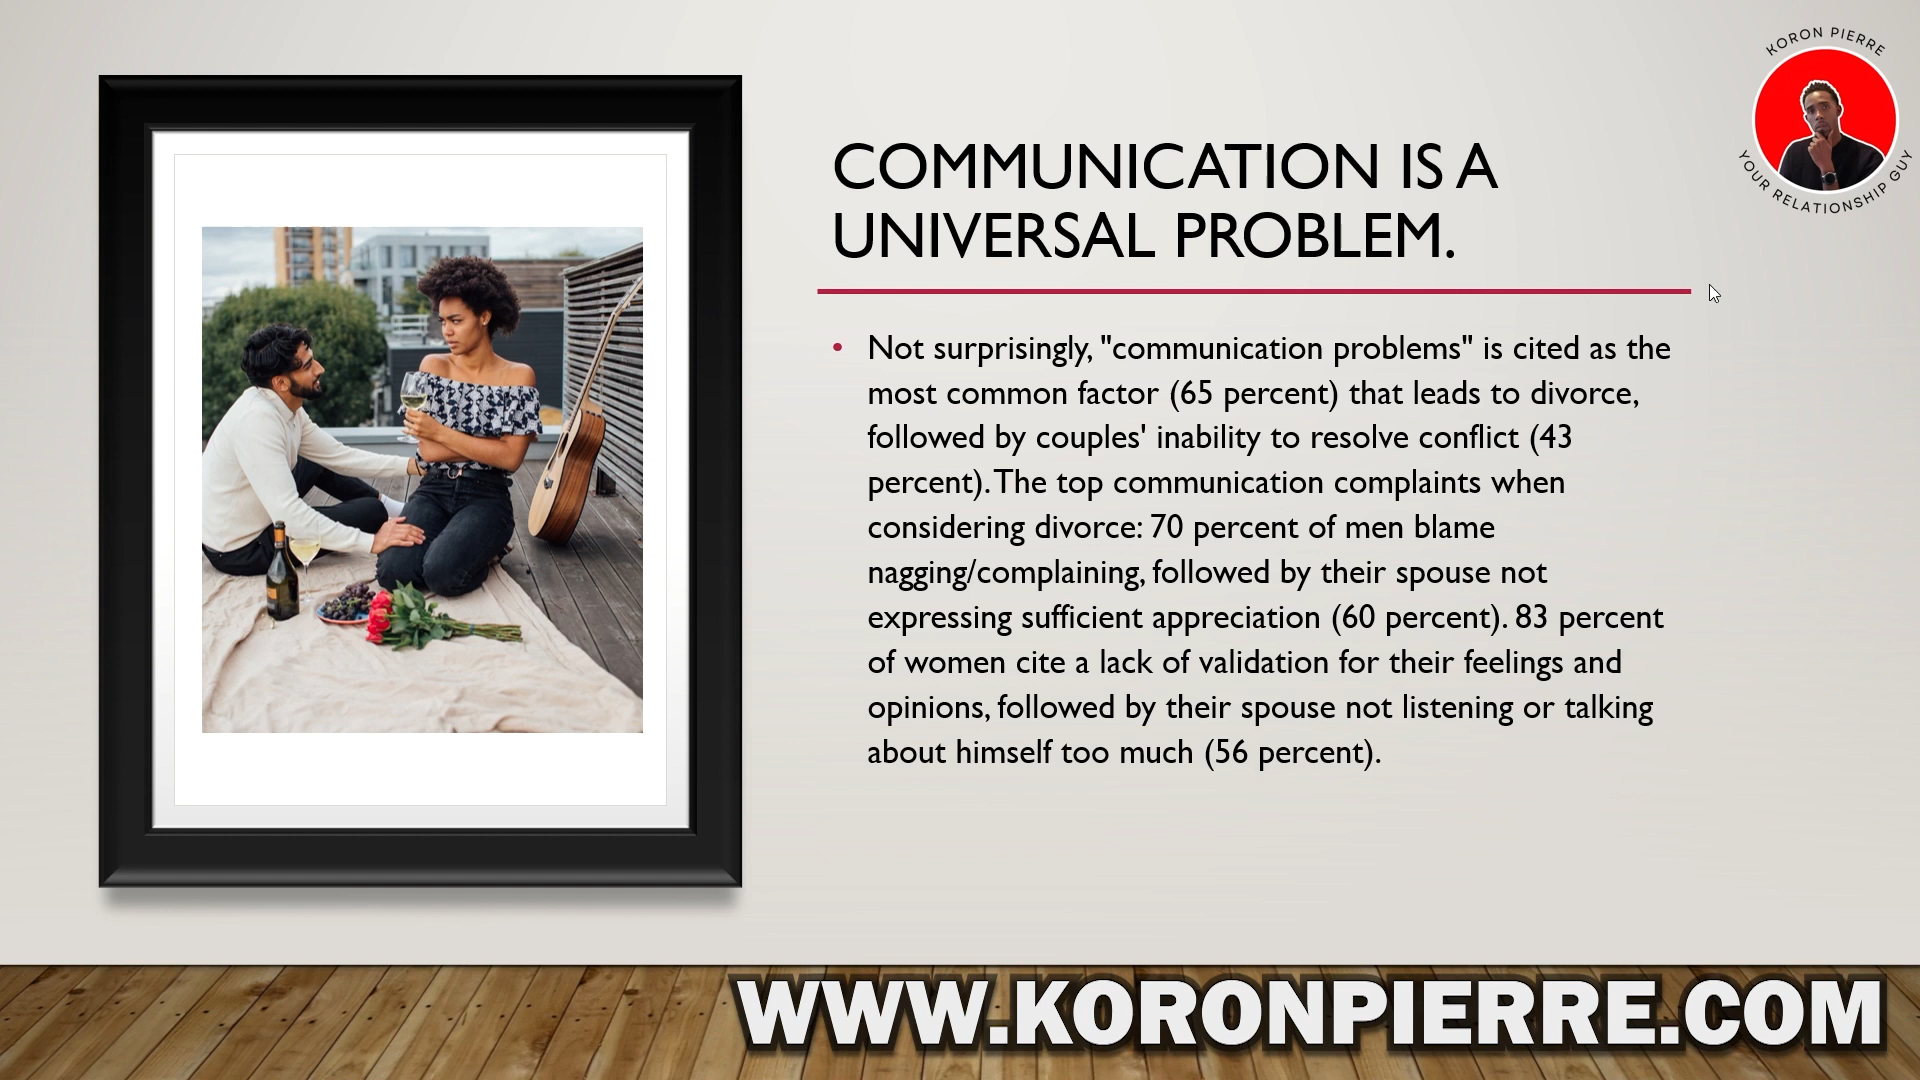 KORON PIERRE
YOUR RELATIONSHIP GUY
COMMUNICATION IS A
UNIVERSAL PROBLEM.
• Not surprisingly, "communication problems" is cited as the
most common factor (65 percent) that leads to divorce,
followed by couples' inability to resolve conflict (43
percent). The top communication complaints when
considering divorce: 70 percent of men blame
nagging/complaining, followed by their spouse not
expressing sufficient appreciation (60 percent). 83 percent
of women cite a lack of validation for their feelings and
opinions, followed by their spouse not listening or talking
about himself too much (56 percent).
WWW.KORONPIERRE.COM